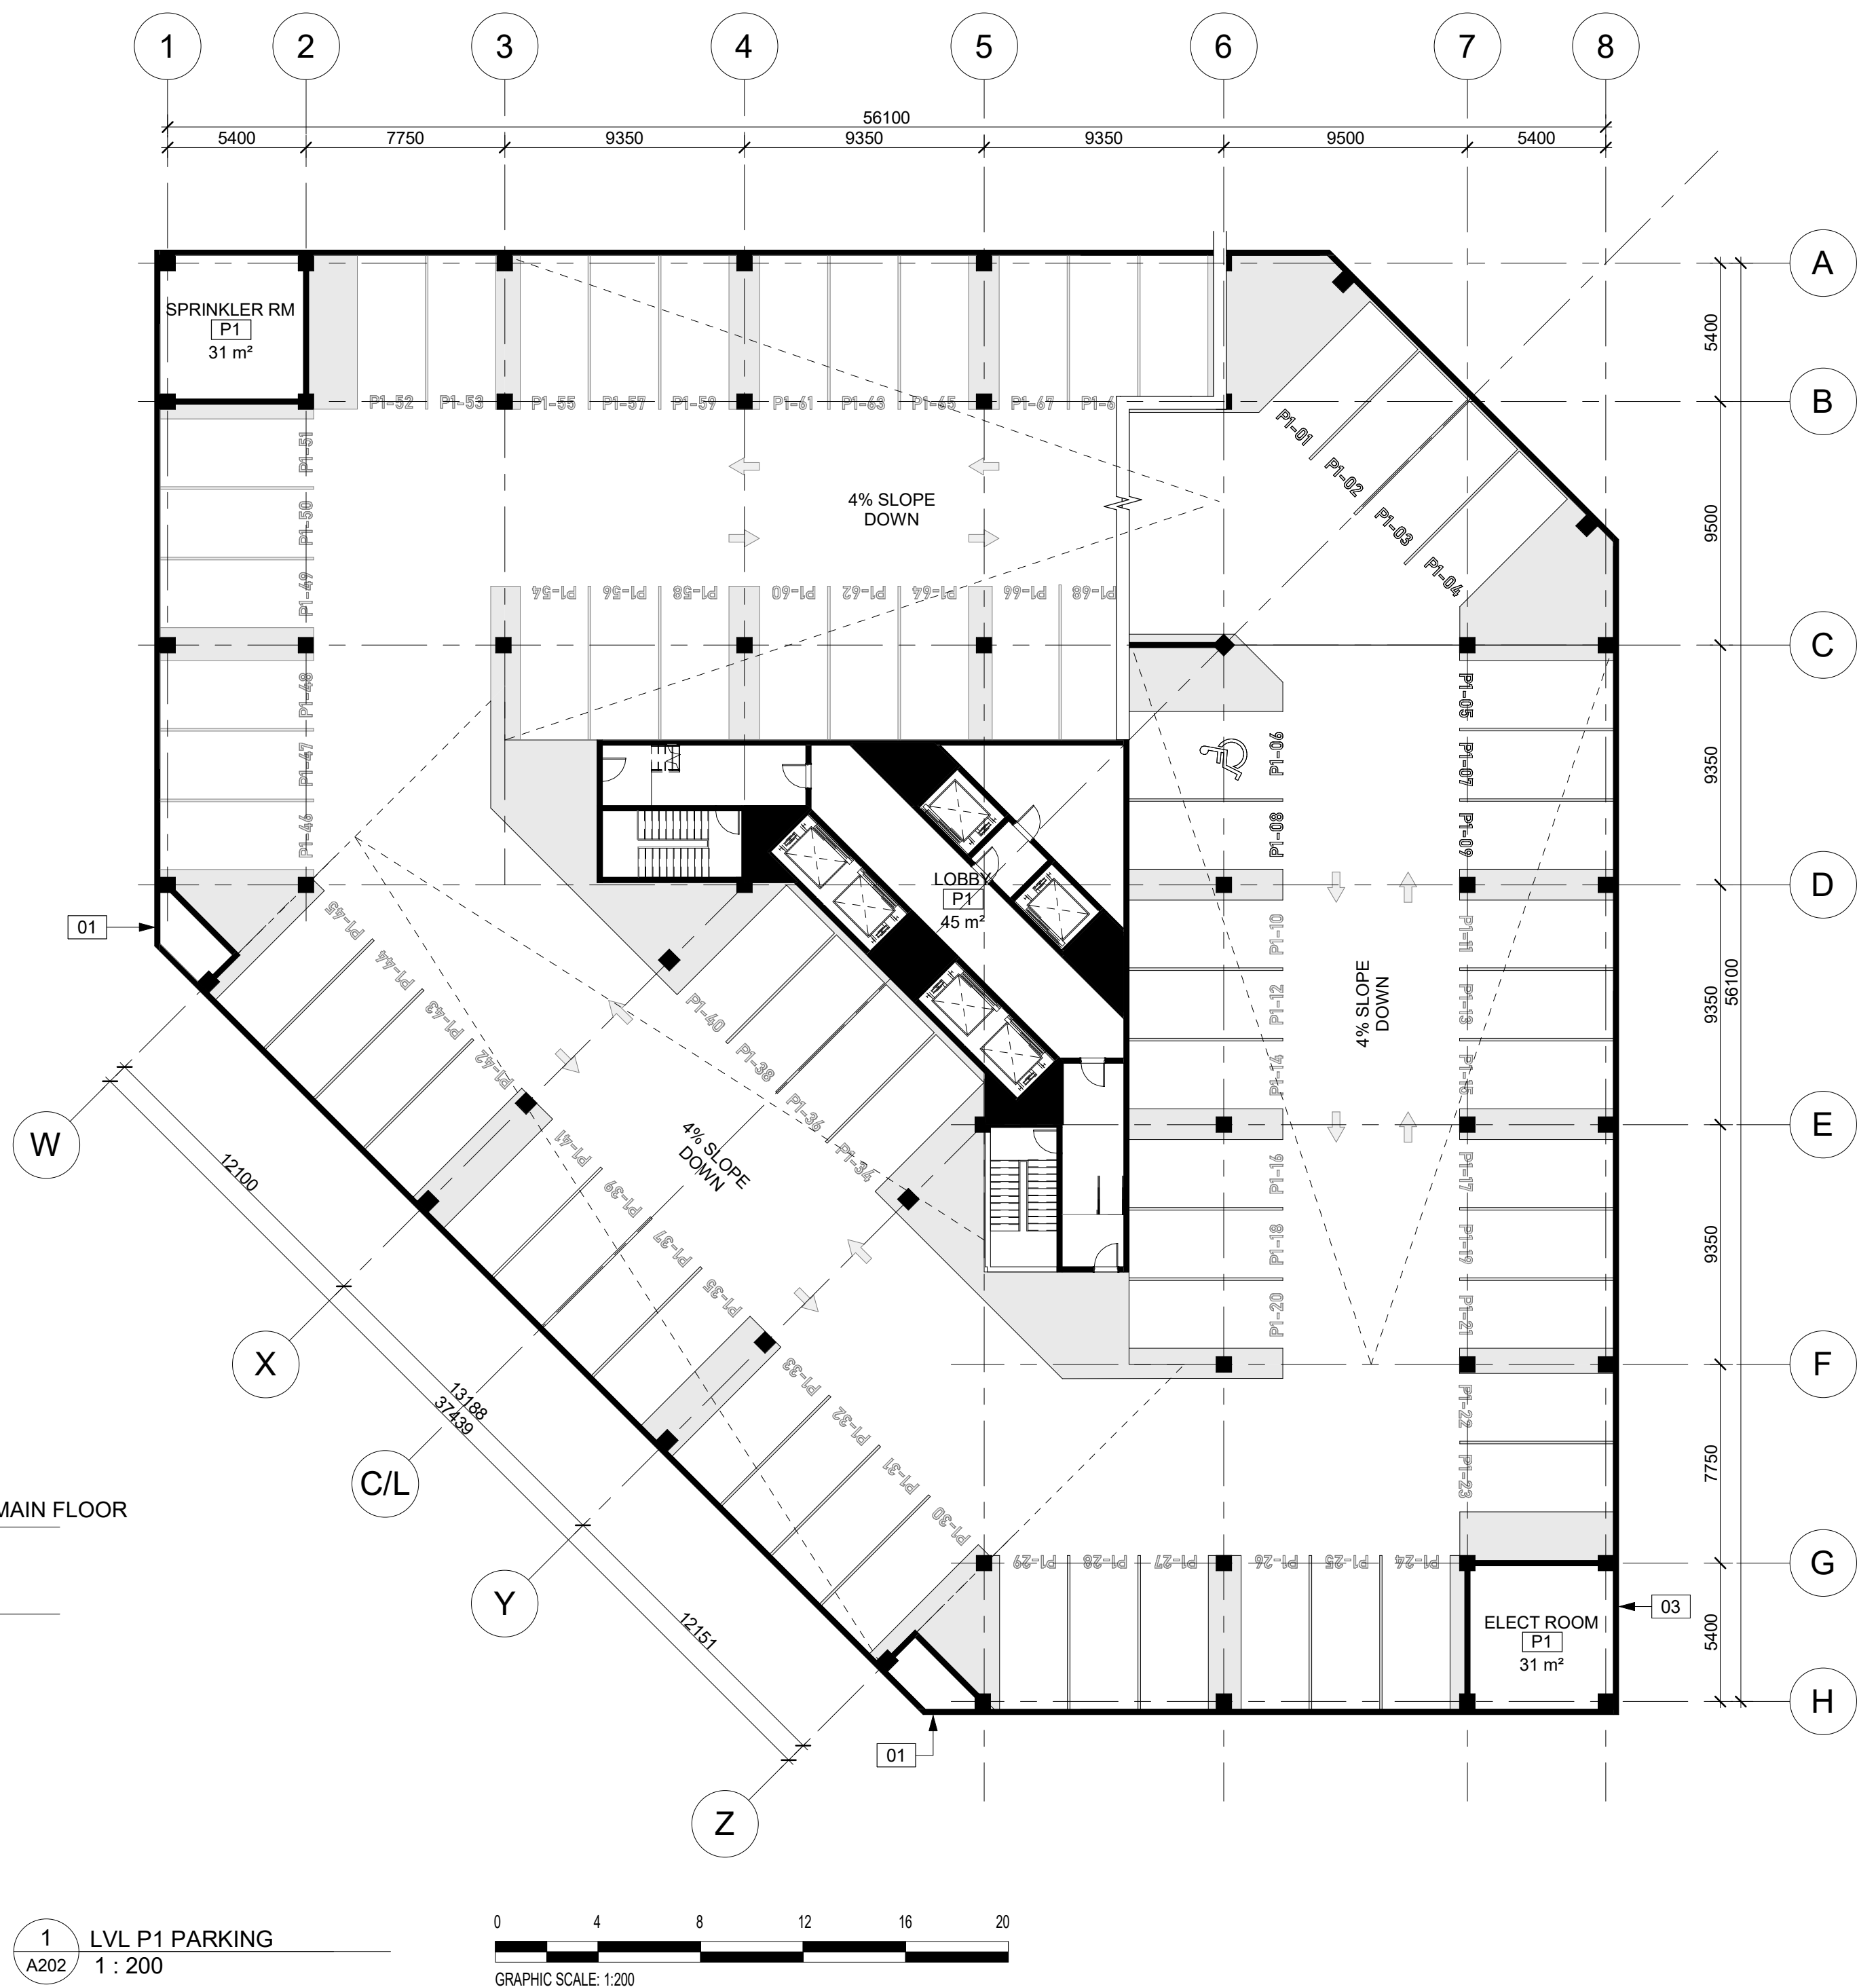 1 2 3 4 5 6 7 8
56100
5400 7750 9350 9350 9350 9500 5400
A
B
C
D
E
F
G
H
5400
9500
9350
9350
9350
7750
5400
56100
SPRINKLER RM
P1
31 m²
P1-52 P1-53 P1-55 P1-57 P1-59 P1-61 P1-63 P1-65 P1-67 P1-6
P1-51
P1-50
P1-49
P1-48
P1-47
P1-46
4% SLOPE
DOWN
P1-54 P1-56 P1-58 P1-60 P1-62 P1-64 P1-66 P1-68
P1-01
P1-02
P1-03
P1-04
P1-05
P1-06
P1-07
P1-08
P1-09
P1-10
P1-11
P1-12
P1-13
P1-14
P1-15
P1-16
P1-17
P1-18
P1-19
P1-20
P1-21
P1-22
P1-23
4% SLOPE
DOWN
LOBBY
P1
45 m²
01
P1-45
P1-44
P1-43
P1-42
P1-41
P1-39
P1-37
P1-35
P1-33
P1-32
P1-31
P1-30
P1-40
P1-38
P1-36
P1-34
4% SLOPE
DOWN
P1-29 P1-28 P1-27 P1-26 P1-25 P1-24
ELECT ROOM
P1
31 m²
03
01
W
X
C/L
Y
Z
12100
13188
37439
12151
MAIN FLOOR
1
A202
LVL P1 PARKING
1 : 200
0 4 8 12 16 20
GRAPHIC SCALE: 1:200